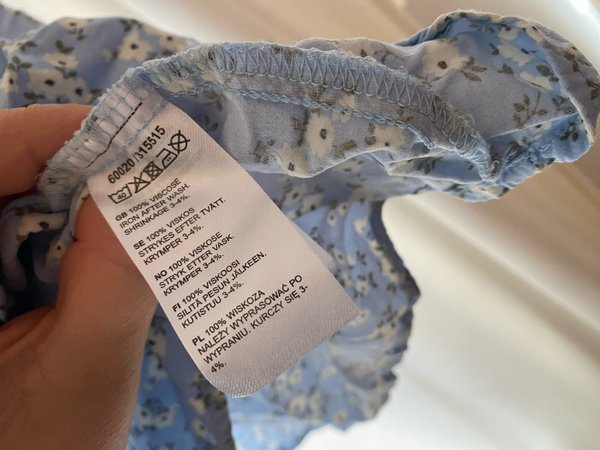 60020/315515
40
GB 100% VISCOSE
IRON AFTER WASH.
SHRINKAGE 3-4%.
SE 100% VISKOS
STRYKES EFTER TVÄTT.
KRYMPER 3-4%.
NO 100% VISKOSE
STRYK ETTER VASK.
KRYMPER 3-4%.
FI 100% VISKOOSI
SILITÄ PESUN JÄLKEEN.
KUTISTUU 3-4%.
PL 100% WISKOZA
NALEŻY WYPRASOWAĆ PO
WYPRANIU. KURCZY SIĘ 3-
4%.